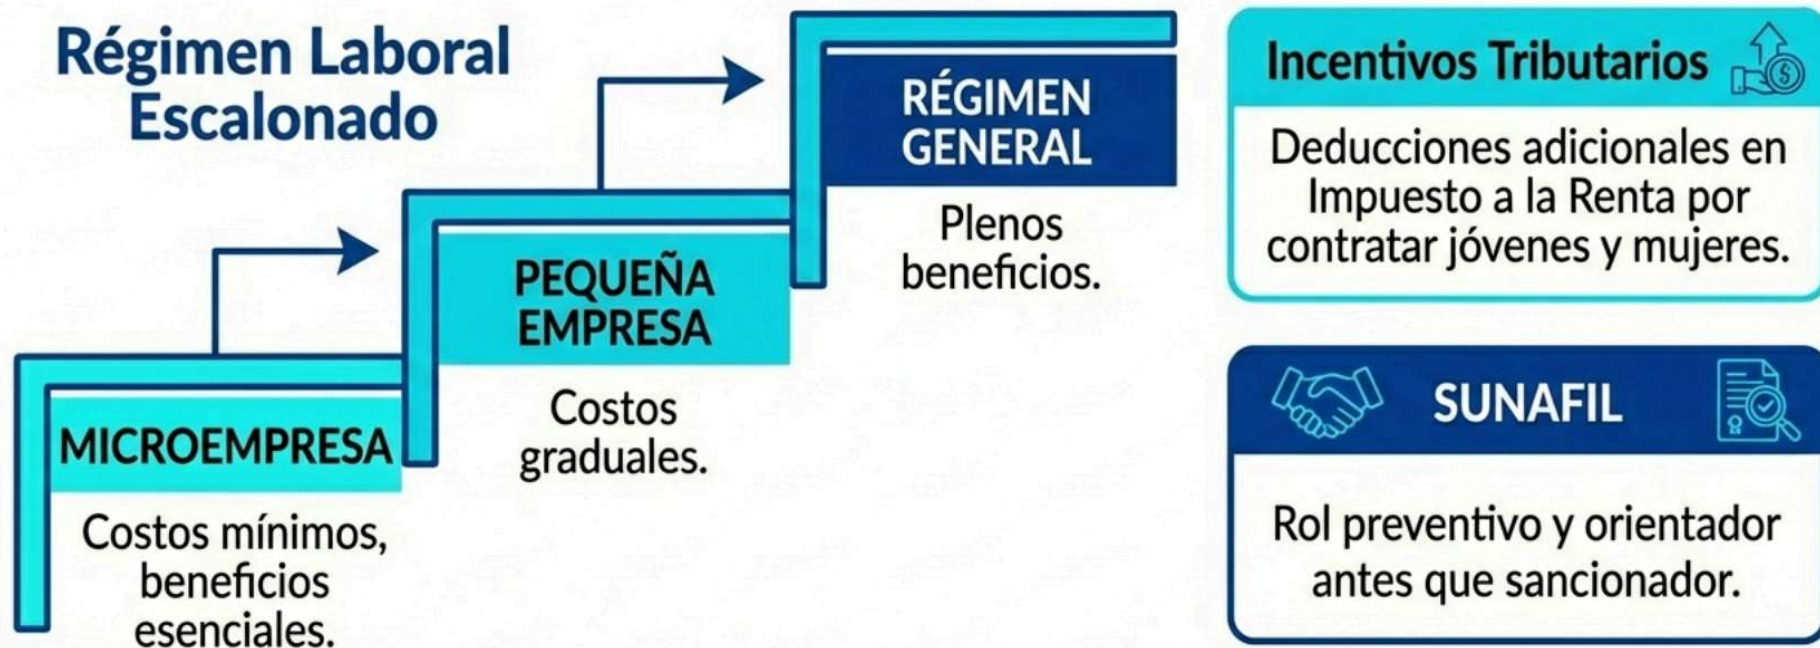 Régimen Laboral
Escalonado
MICROEMPRESA
Costos mínimos,
beneficios
esenciales.
PEQUEÑA
EMPRESA
Costos
graduales.
RÉGIMEN
GENERAL
Plenos
beneficios.
Incentivos Tributarios
$
Deducciones adicionales en
Impuesto a la Renta por
contratar jóvenes y mujeres.
SUNAFIL
Rol preventivo y orientador
antes que sancionador.